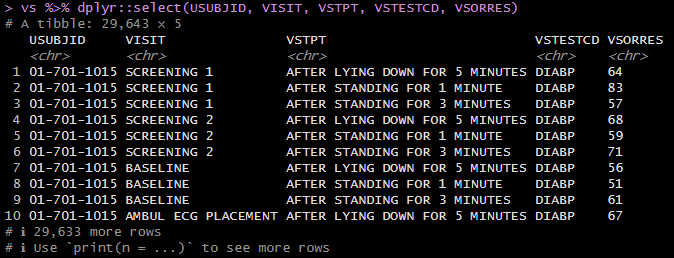 > vs %>% dplyr::select(USUBJID, VISIT, VSTPT, VSTESTCD, VSORRES)
# A tibble: 29,643 × 5
   USUBJID     VISIT               VSTPT                          VSTESTCD VSORRES
   <chr>       <chr>               <chr>                          <chr>    <chr>
 1 01-701-1015 SCREENING 1         AFTER LYING DOWN FOR 5 MINUTES DIABP    64
 2 01-701-1015 SCREENING 1         AFTER STANDING FOR 1 MINUTE    DIABP    83
 3 01-701-1015 SCREENING 1         AFTER STANDING FOR 3 MINUTES   DIABP    57
 4 01-701-1015 SCREENING 2         AFTER LYING DOWN FOR 5 MINUTES DIABP    68
 5 01-701-1015 SCREENING 2         AFTER STANDING FOR 1 MINUTE    DIABP    59
 6 01-701-1015 SCREENING 2         AFTER STANDING FOR 3 MINUTES   DIABP    71
 7 01-701-1015 BASELINE            AFTER LYING DOWN FOR 5 MINUTES DIABP    56
 8 01-701-1015 BASELINE            AFTER STANDING FOR 1 MINUTE    DIABP    51
 9 01-701-1015 BASELINE            AFTER STANDING FOR 3 MINUTES   DIABP    61
10 01-701-1015 AMBUL ECG PLACEMENT AFTER LYING DOWN FOR 5 MINUTES DIABP    67
# ℹ 29,633 more rows
# ℹ Use `print(n = ...)` to see more rows